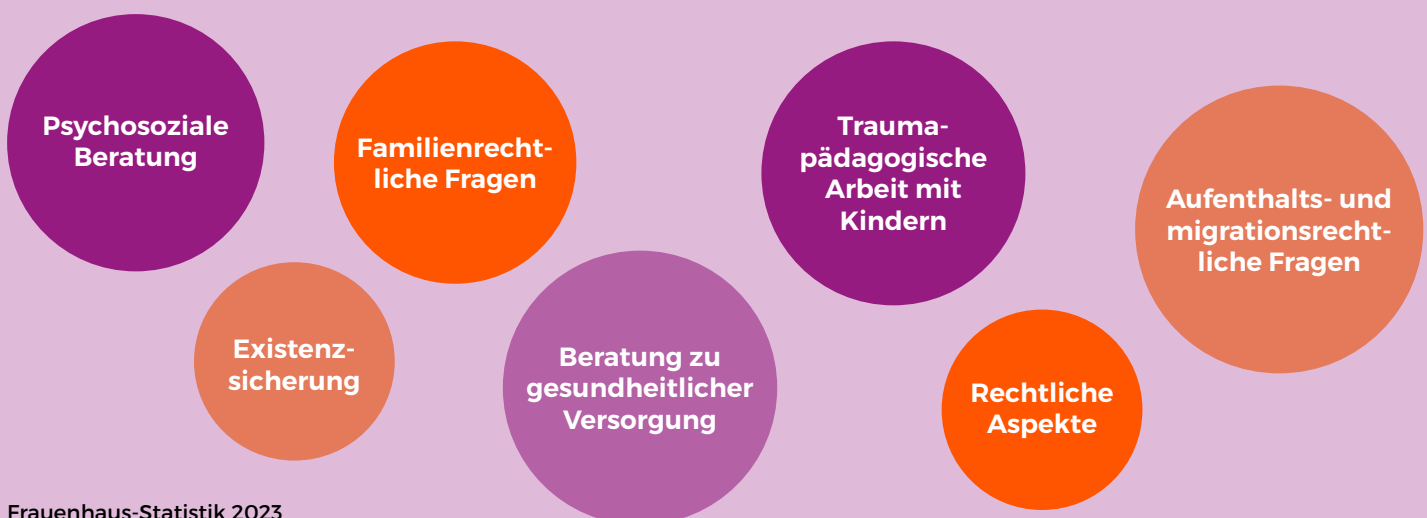 Psychosoziale
Beratung
Familienrecht-
liche Fragen
Trauma-
pädagogische
Arbeit mit
Kindern
Aufenthalts- und
migrationsrecht-
liche Fragen
Existenz-
sicherung
Beratung zu
gesundheitlicher
Versorgung
Rechtliche
Aspekte
Frauenhaus-Statistik 2023